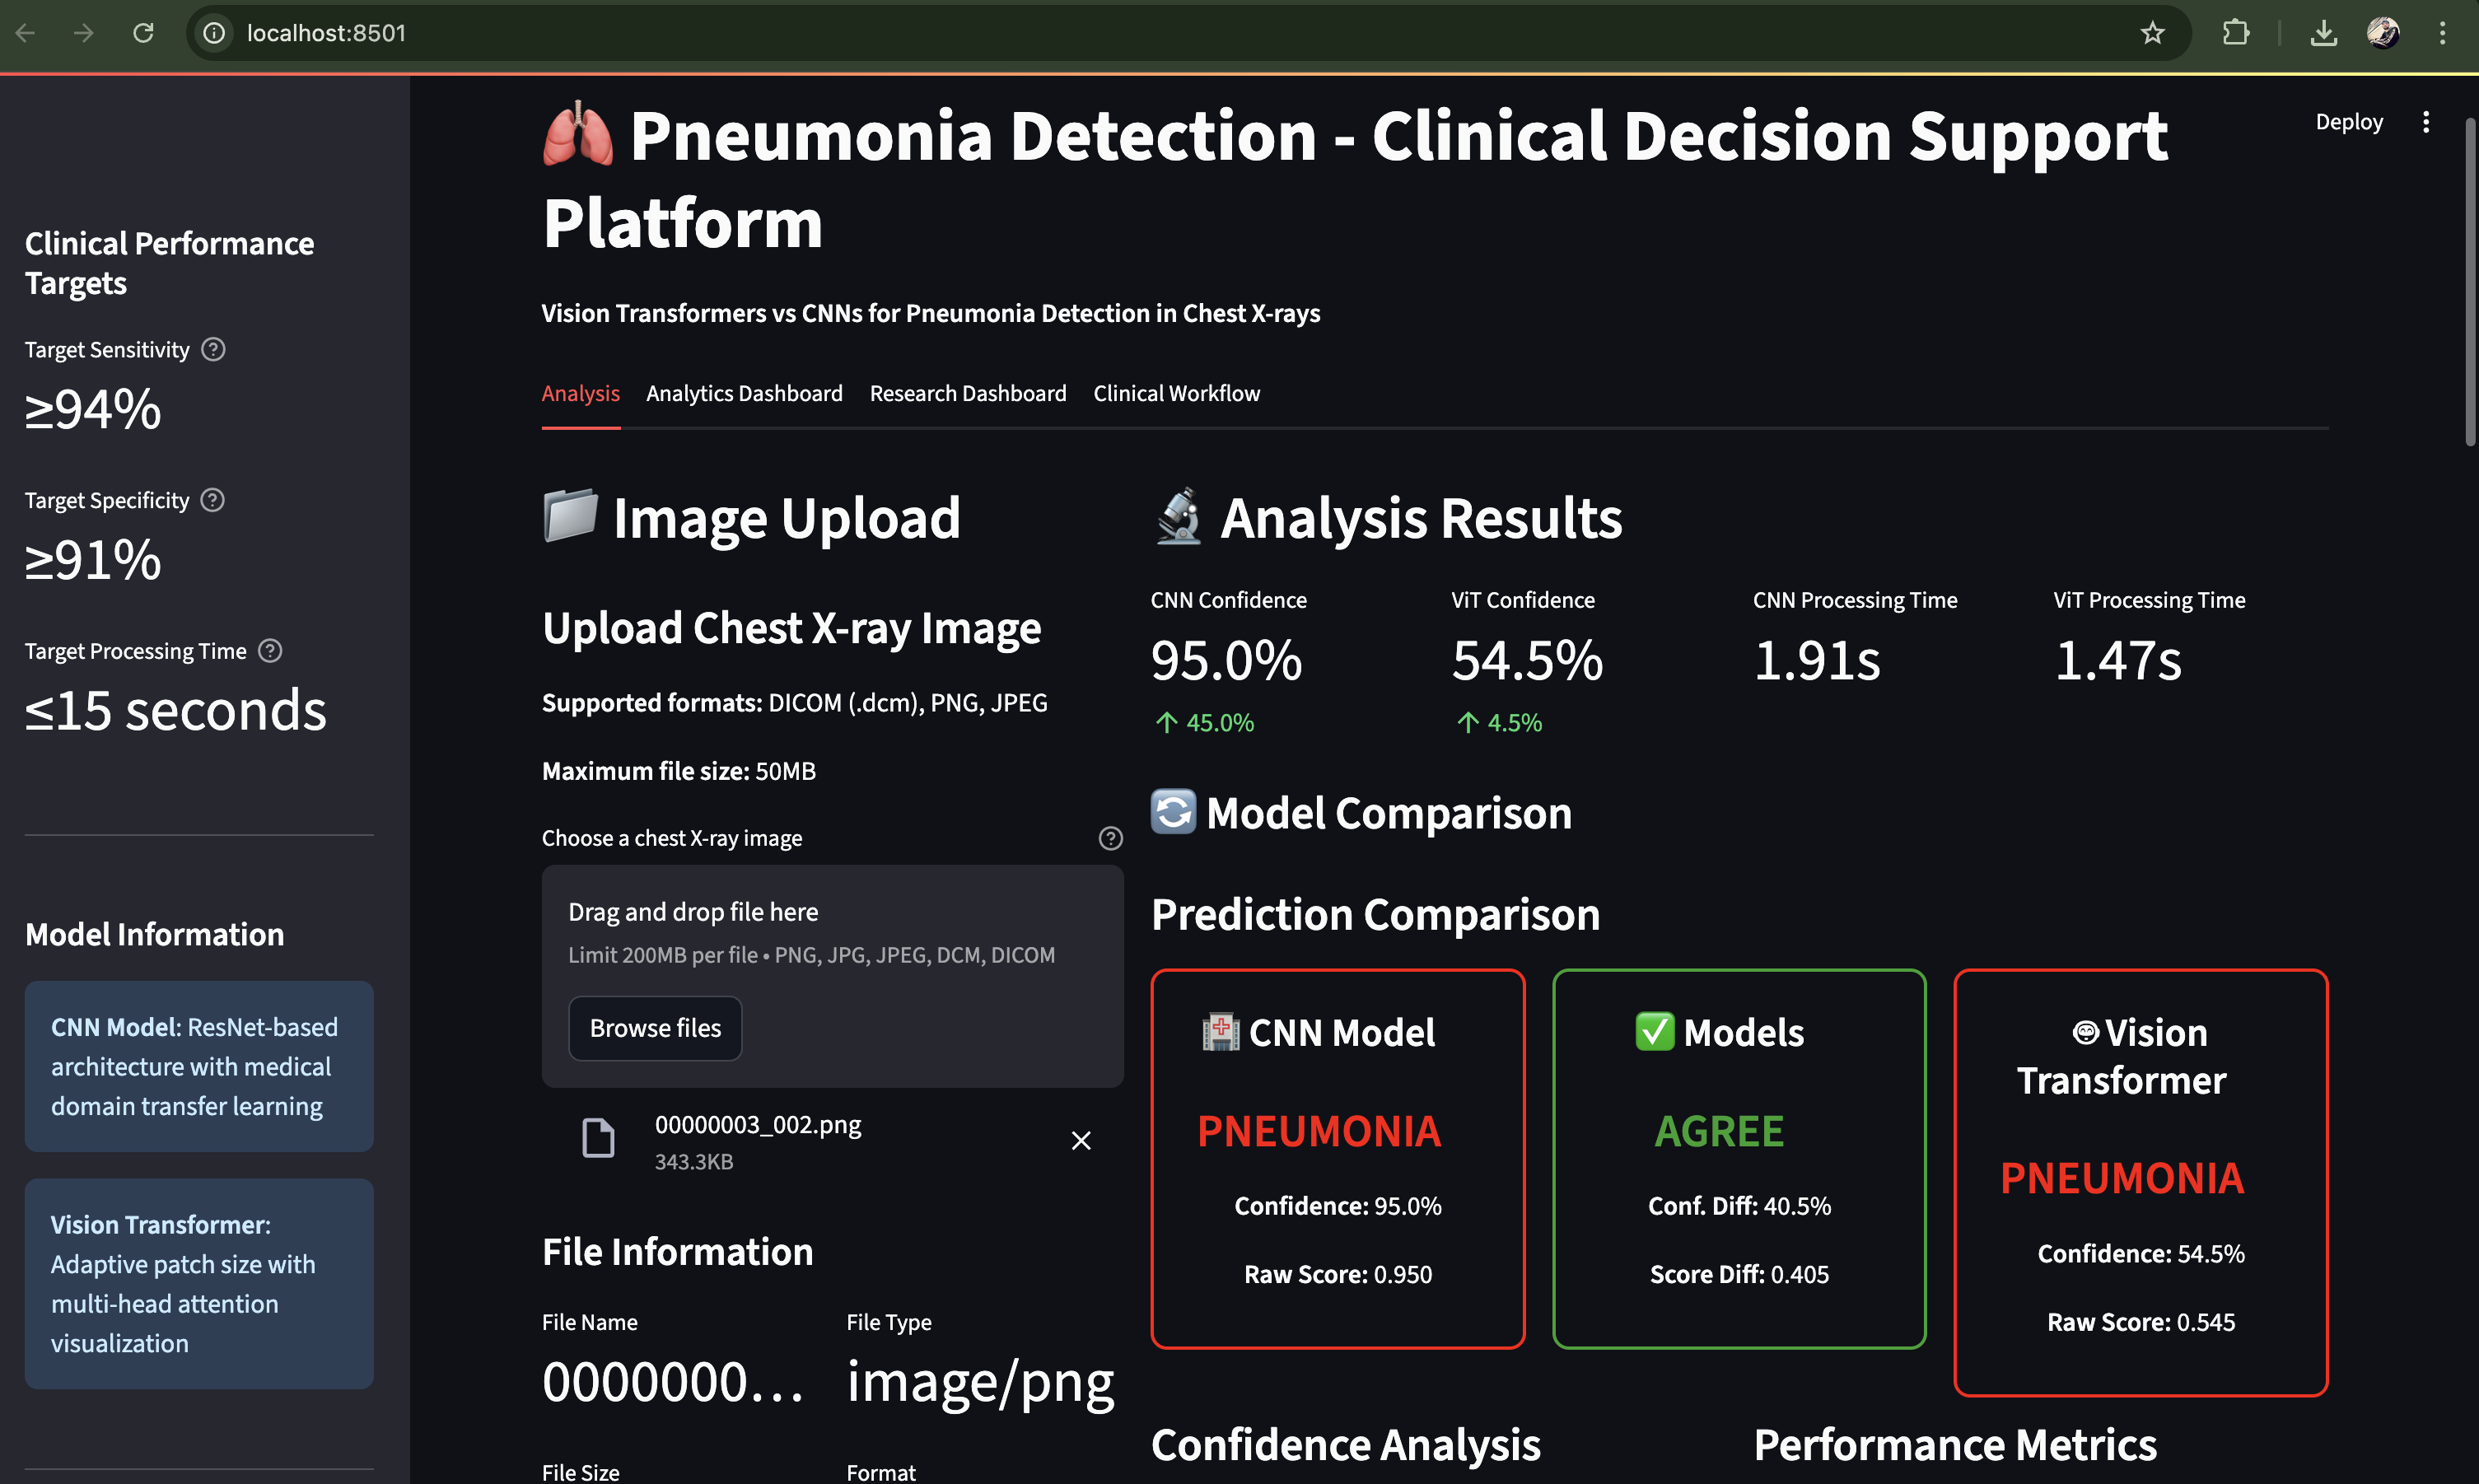 localhost:8501
Deploy
Clinical Performance
Targets
Target Sensitivity
≥94%
Target Specificity
≥91%
Target Processing Time
≤15 seconds
Model Information
CNN Model: ResNet-based
architecture with medical
domain transfer learning
Vision Transformer:
Adaptive patch size with
multi-head attention
visualization
Pneumonia Detection - Clinical Decision Support
Platform
Vision Transformers vs CNNs for Pneumonia Detection in Chest X-rays
Analysis Analytics Dashboard Research Dashboard Clinical Workflow
Image Upload
Upload Chest X-ray Image
Supported formats: DICOM (.dcm), PNG, JPEG
Maximum file size: 50MB
Choose a chest X-ray image
Drag and drop file here
Limit 200MB per file • PNG, JPG, JPEG, DCM, DICOM
Browse files
00000003_002.png
343.3KB
File Information
File Name File Type
0000000... image/png
File Size Format
Analysis Results
CNN Confidence ViT Confidence CNN Processing Time ViT Processing Time
95.0% 54.5% 1.91s 1.47s
↑ 45.0% ↑ 4.5%
Model Comparison
Prediction Comparison
CNN Model
PNEUMONIA
Confidence: 95.0%
Raw Score: 0.950
Models
AGREE
Conf. Diff: 40.5%
Score Diff: 0.405
Vision
Transformer
PNEUMONIA
Confidence: 54.5%
Raw Score: 0.545
Confidence Analysis Performance Metrics